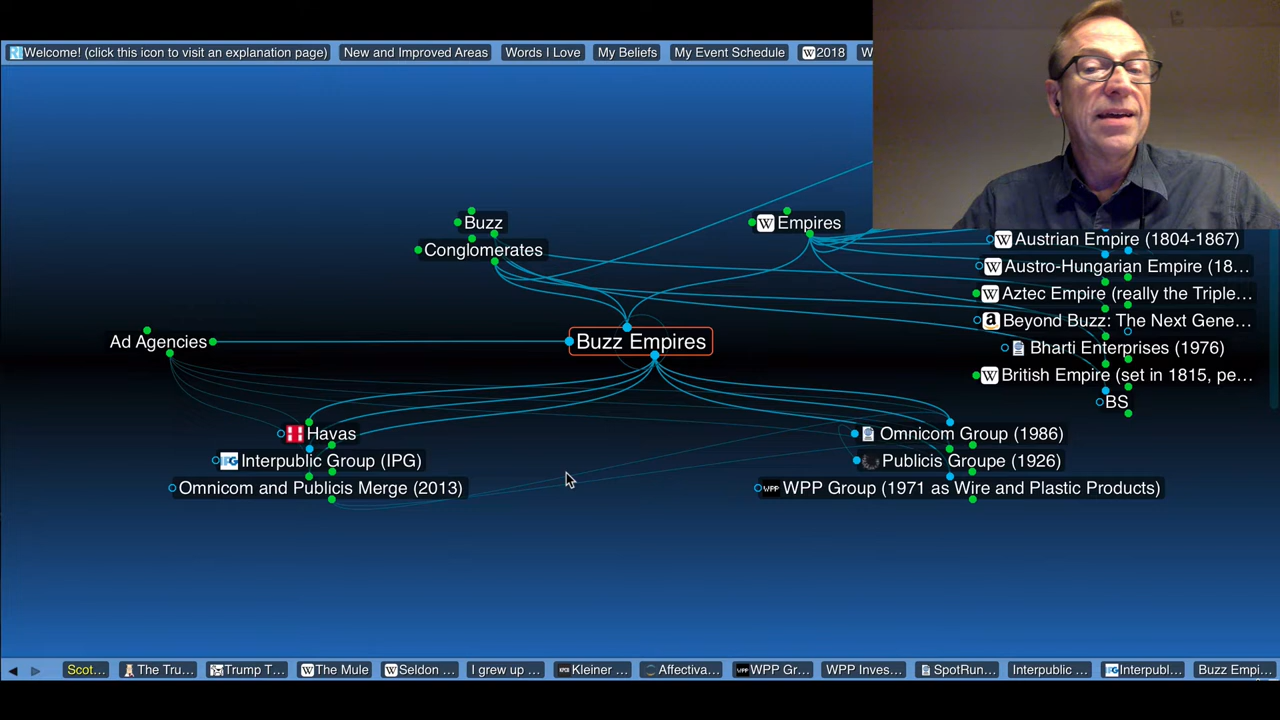 Welcome! (click this icon to visit an explanation page) New and Improved Areas Words I Love My Beliefs My Event Schedule 2018
Buzz
Conglomerates
Empires
Austrian Empire (1804-1867)
Austro-Hungarian Empire (18...
Aztec Empire (really the Triple...
Beyond Buzz: The Next Gene...
Bharti Enterprises (1976)
British Empire (set in 1815, pe...
BS
Ad Agencies
Buzz Empires
Havas
Interpublic Group (IPG)
Omnicom and Publicis Merge (2013)
Omnicom Group (1986)
Publicis Groupe (1926)
WPP Group (1971 as Wire and Plastic Products)
Scot... The Tru... Trump T... The Mule Seldon ... I grew up ... Kleiner ... Affectiva... WPP Gr... WPP Inves... SpotRun... Interpublic ... Interpubl... Buzz Empi...